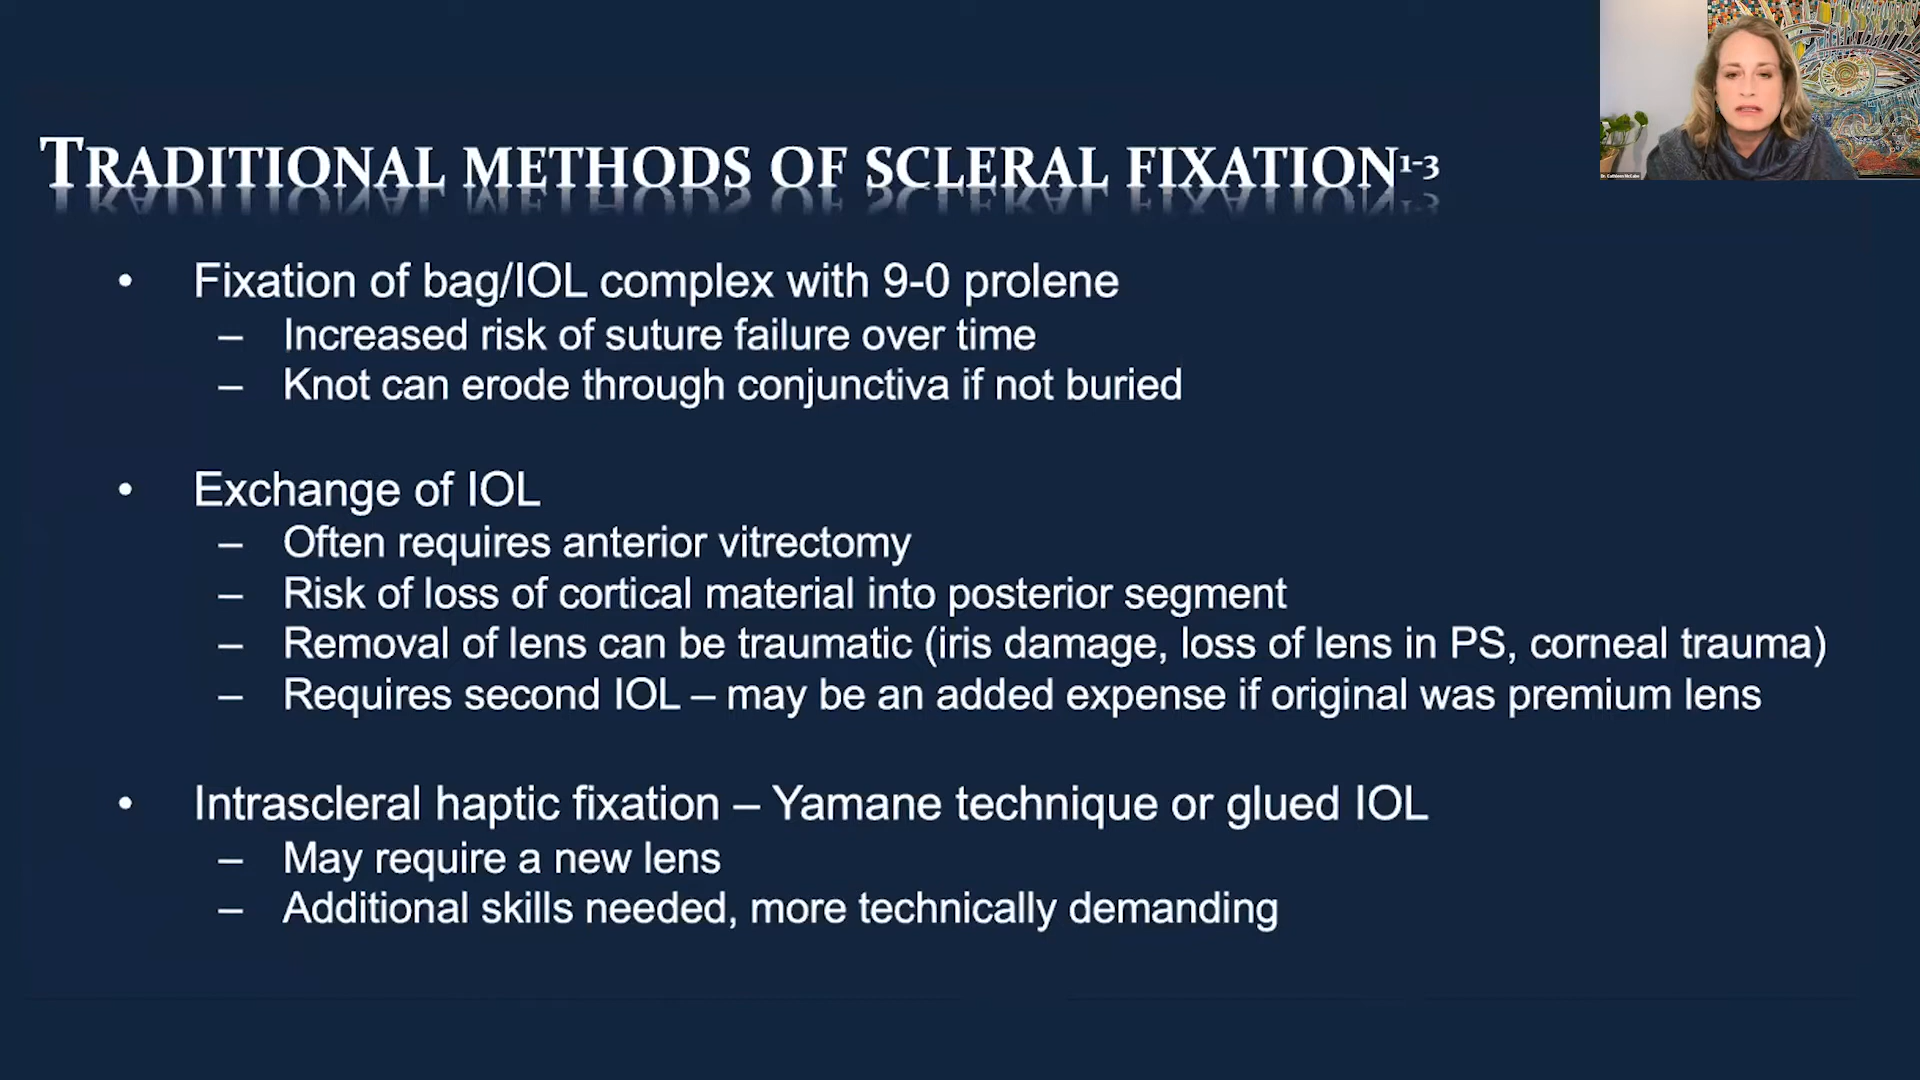 TRADITIONAL METHODS OF SCLERAL FIXATION1-3
• Fixation of bag/IOL complex with 9-0 prolene
– Increased risk of suture failure over time
– Knot can erode through conjunctiva if not buried
• Exchange of IOL
– Often requires anterior vitrectomy
– Risk of loss of cortical material into posterior segment
– Removal of lens can be traumatic (iris damage, loss of lens in PS, corneal trauma)
– Requires second IOL – may be an added expense if original was premium lens
• Intrascleral haptic fixation – Yamane technique or glued IOL
– May require a new lens
– Additional skills needed, more technically demanding
Dr. Cathleen McCabe